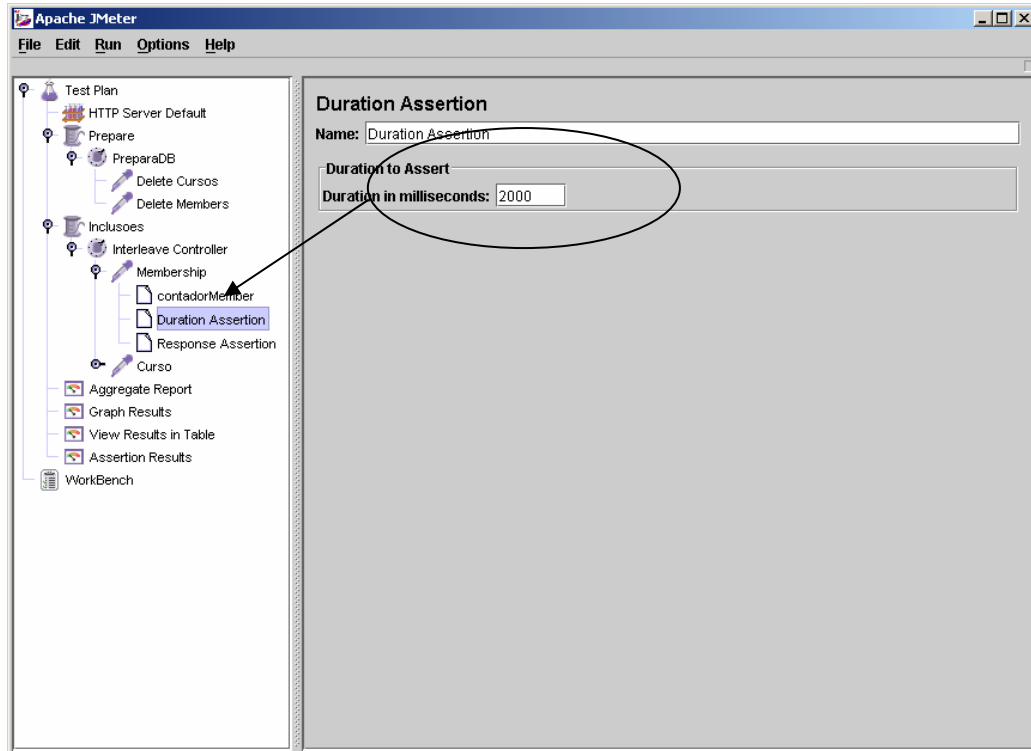 Apache JMeter
File Edit Run Options Help
Test Plan
HTTP Server Default
Prepare
PreparaDB
Delete Cursos
Delete Members
Inclusoes
Interleave Controller
Membership
contadorMember
Duration Assertion
Response Assertion
Curso
Aggregate Report
Graph Results
View Results in Table
Assertion Results
WorkBench
Duration Assertion
Name: Duration Assertion
Duration to Assert
Duration in milliseconds: 2000